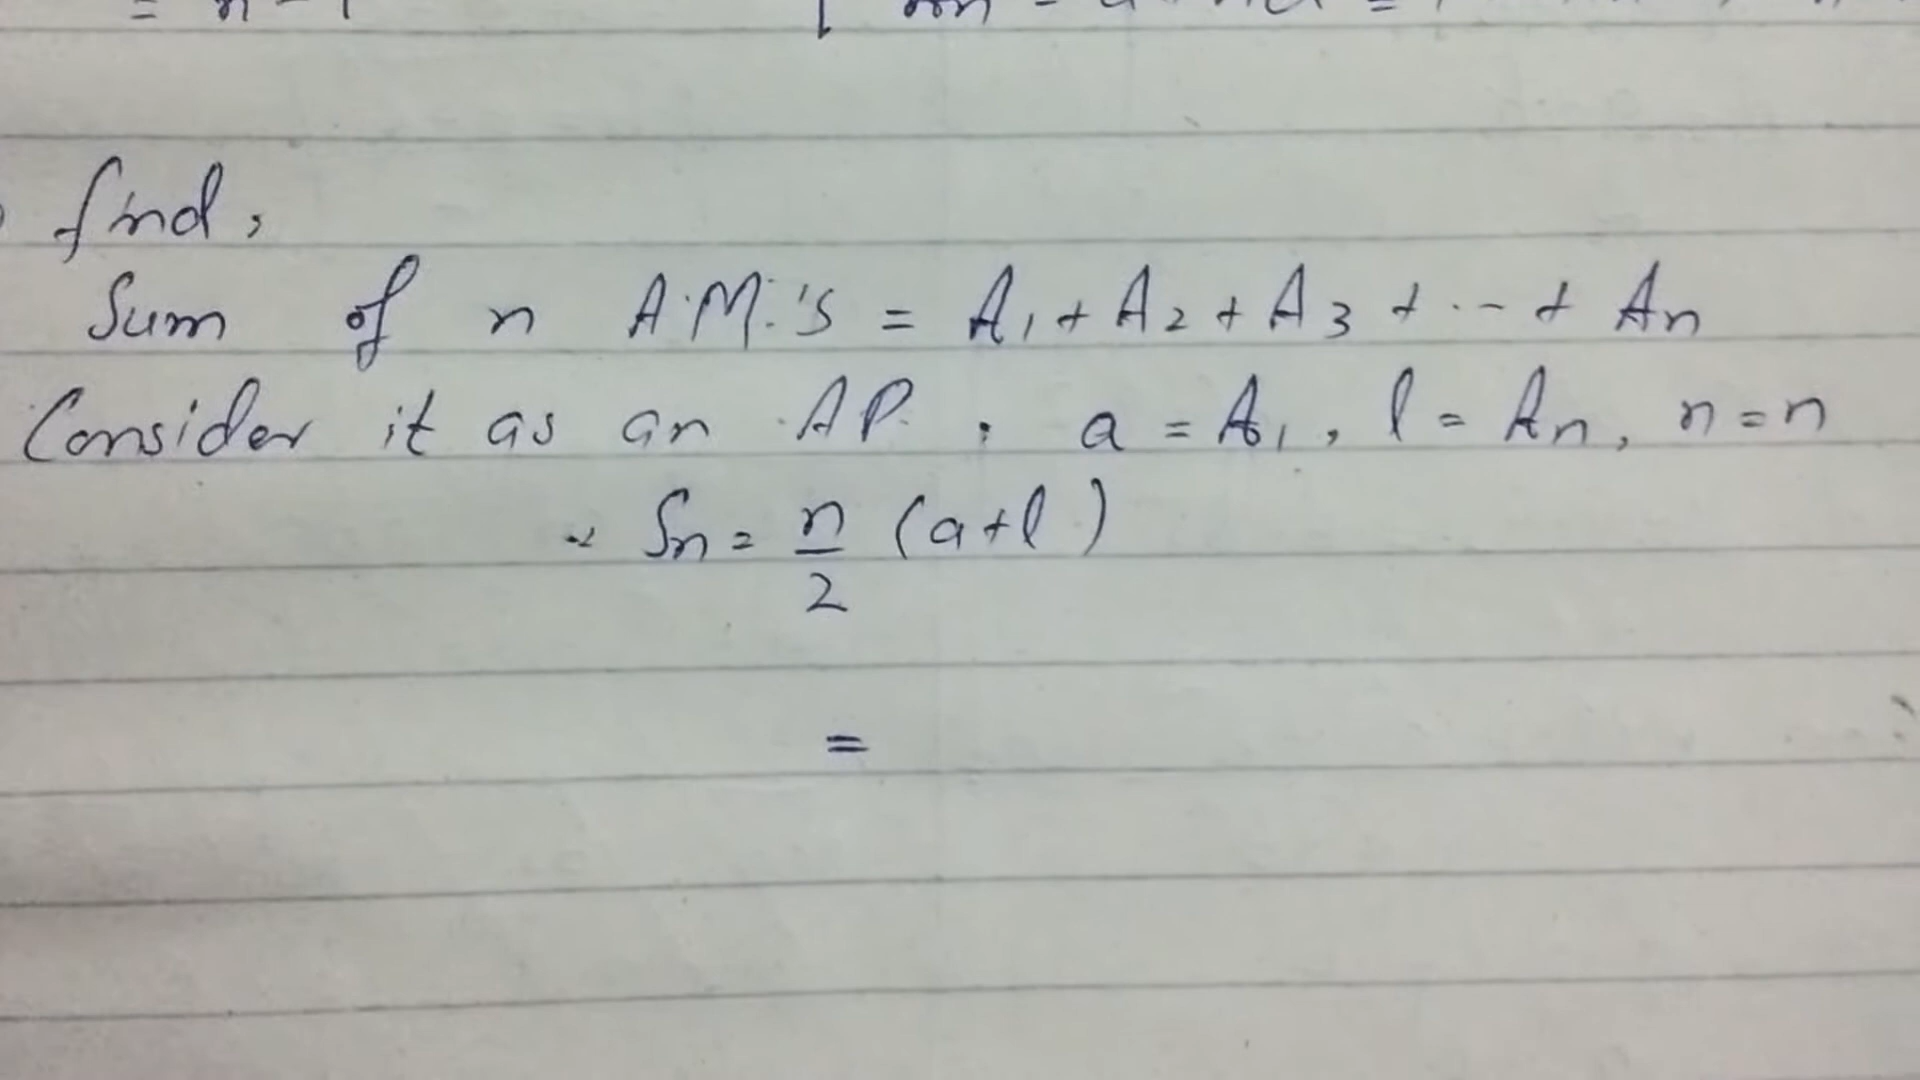 find,
Sum of n A.M.'s = A₁ + A₂ + A₃ + ... + Aₙ
Consider it as an AP. , a = A₁, l = Aₙ, n = n
Sₙ = n/2 (a+l)
=